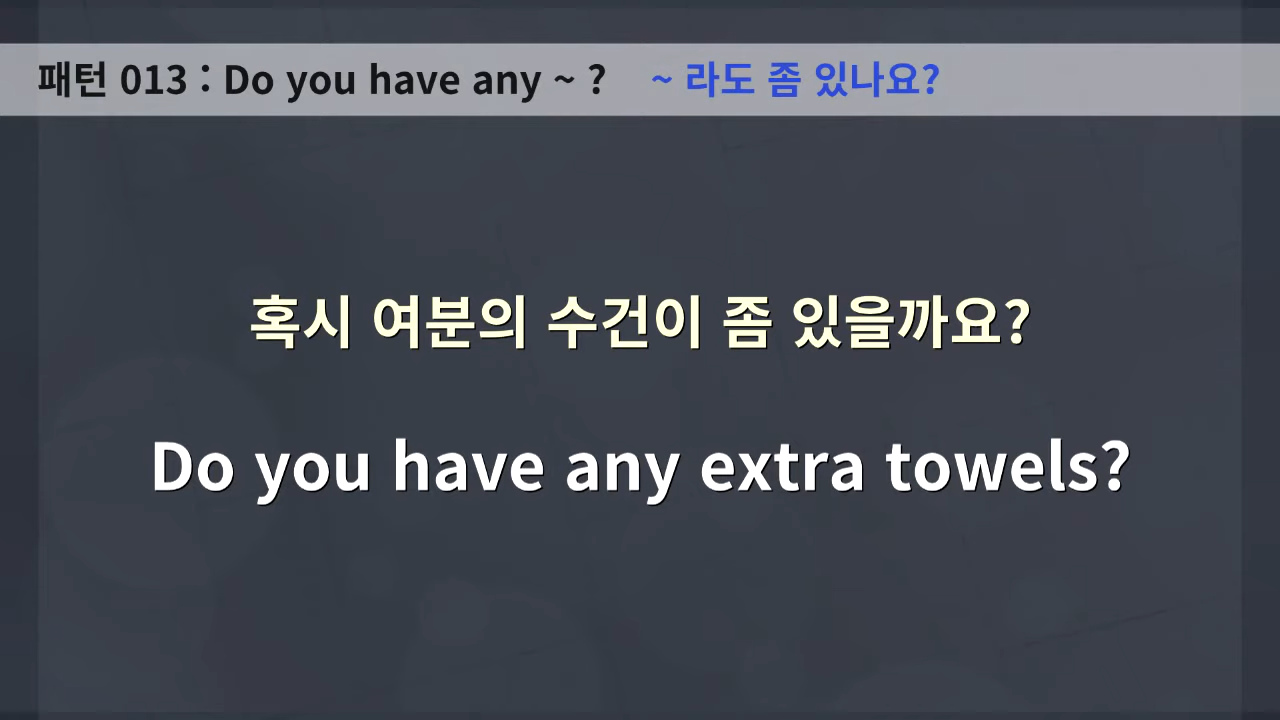 패턴 013 : Do you have any ~ ? ~ 라도 좀 있나요?
혹시 여분의 수건이 좀 있을까요?
Do you have any extra towels?